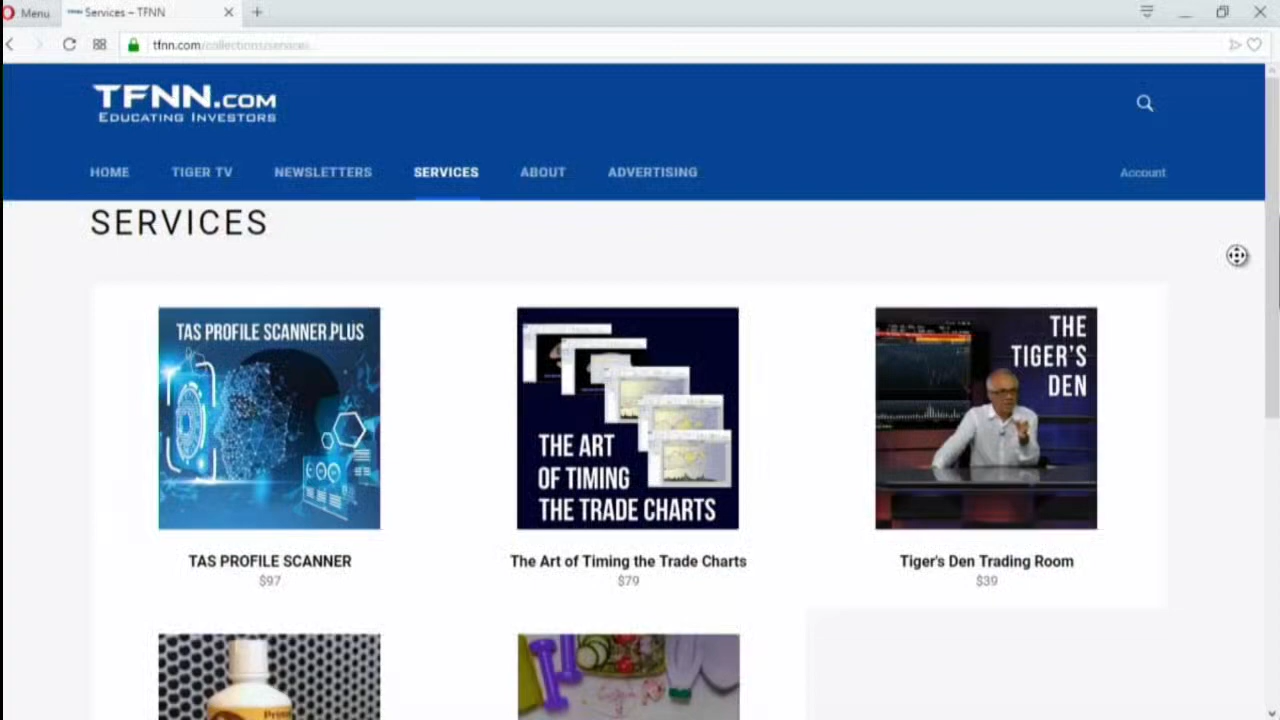 Menu
Services – TFNN
tfnn.com/collections/services
TFNN.COM
EDUCATING INVESTORS
HOME TIGER TV NEWSLETTERS SERVICES ABOUT ADVERTISING Account
SERVICES
TAS PROFILE SCANNER PLUS
THE ART
OF TIMING
THE TRADE CHARTS
THE
TIGER'S
DEN
TAS PROFILE SCANNER
$97
The Art of Timing the Trade Charts
$79
Tiger's Den Trading Room
$39